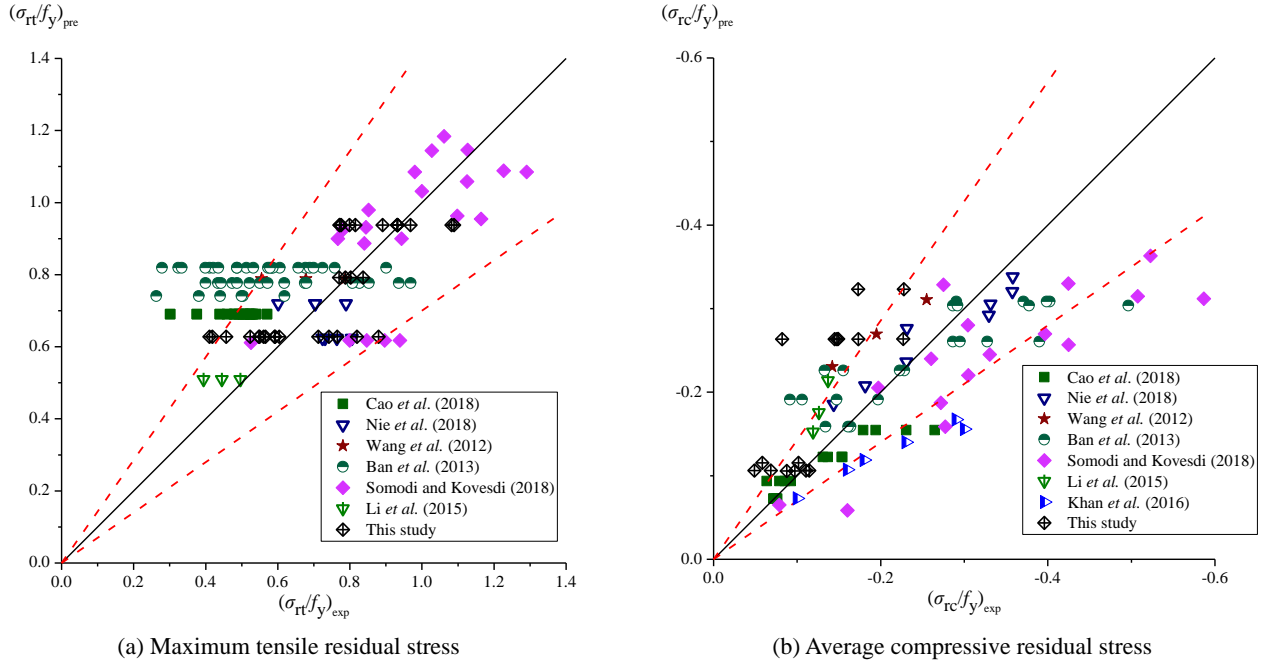 (σrt/fy)pre
1.4
1.2
1.0
0.8
0.6
0.4
0.2
0.0
0.0 0.2 0.4 0.6 0.8 1.0 1.2 1.4
(σrt/fy)exp
Cao et al. (2018)
Nie et al. (2018)
Wang et al. (2012)
Ban et al. (2013)
Somodi and Kovesdi (2018)
Li et al. (2015)
This study
(a) Maximum tensile residual stress
(σrc/fy)pre
-0.6
-0.4
-0.2
0.0
0.0 -0.2 -0.4 -0.6
(σrc/fy)exp
Cao et al. (2018)
Nie et al. (2018)
Wang et al. (2012)
Ban et al. (2013)
Somodi and Kovesdi (2018)
Li et al. (2015)
Khan et al. (2016)
This study
(b) Average compressive residual stress